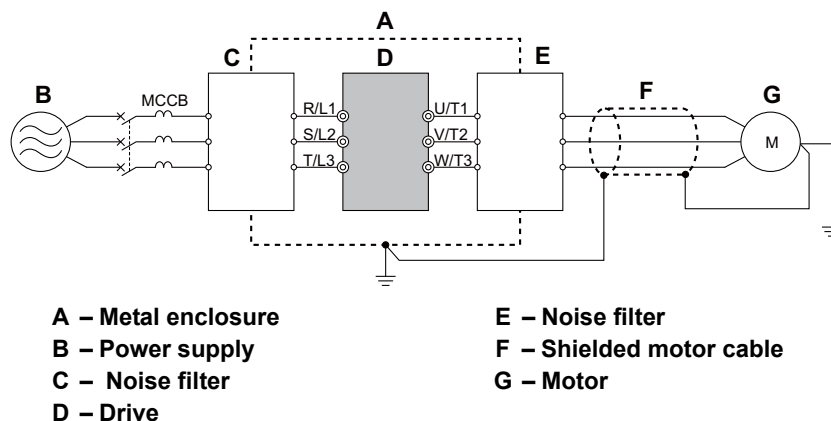 A
C
D
E
B
F
G
MCCB
R/L1
U/T1
S/L2
V/T2
M
T/L3
W/T3
A – Metal enclosure
B – Power supply
C – Noise filter
D – Drive
E – Noise filter
F – Shielded motor cable
G – Motor